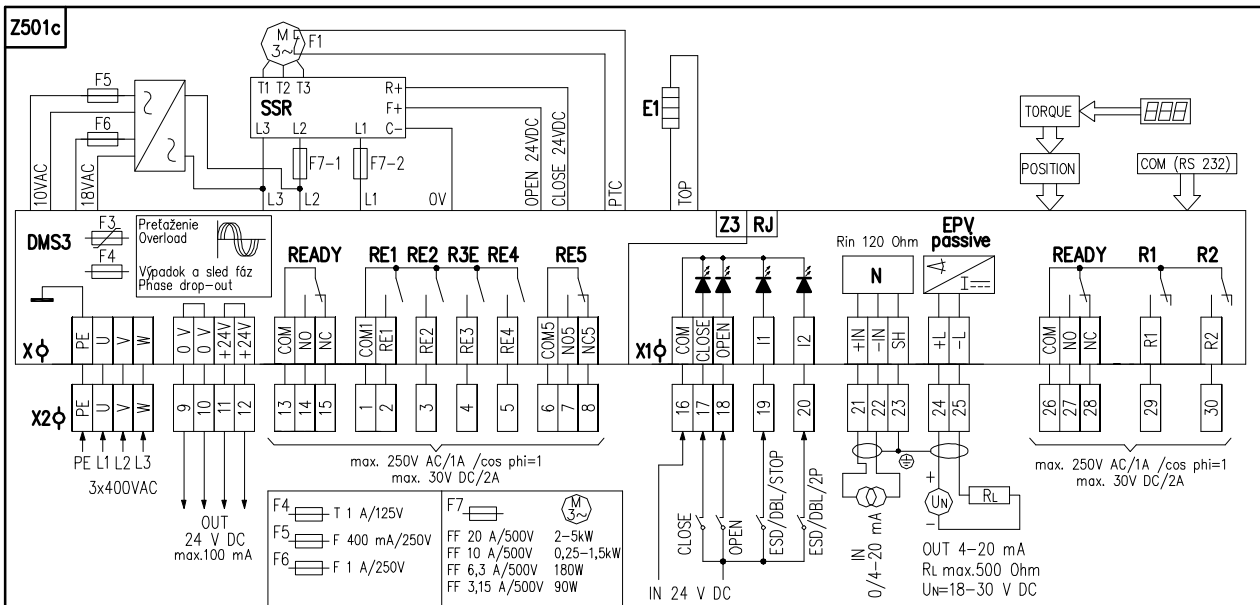 Z501c
M
3~
F1
T1 T2 T3
SSR
R+
F+
C-
L3 L2 L1
F5
F6
F7-1
F7-2
10VAC
18VAC
L3 L2 L1
0V
OPEN 24VDC
CLOSE 24VDC
PTC
E1
TOP
TORQUE
POSITION
COM (RS 232)
DMS3
F3
F4
Preťaženie
Overload
Výpadok a sled fáz
Phase drop-out
READY
RE1 RE2 R3E RE4
RE5
Z3 RJ
Rin 120 Ohm
N
EPV
passive
I
READY
R1
R2
X
PE U V W
0 V
0 V
+24V
+24V
COM NO NC
COM1 RE1
RE2
RE3
RE4
COM5 NO5 NC5
X1
COM CLOSE OPEN
I1
I2
+IN -IN SH
+L -L
COM NO NC
R1
R2
X2
PE U V W
9 10 11 12
13 14 15
1 2
3
4
5
6 7 8
16 17 18
19
20
21 22 23
24 25
26 27 28
29
30
PE L1 L2 L3
3x400VAC
OUT
24 V DC
max.100 mA
max. 250V AC/1A /cos phi=1
max. 30V DC/2A
F4 T 1 A/125V
F5 F 400 mA/250V
F6 F 1 A/250V
F7
M
3~
FF 20 A/500V 2-5kW
FF 10 A/500V 0,25-1,5kW
FF 6,3 A/500V 180W
FF 3,15 A/500V 90W
CLOSE
OPEN
ESD/DBL/STOP
ESD/DBL/2P
IN 24 V DC
IN
0/4-20 mA
+
UN
-
RL
OUT 4-20 mA
RL max.500 Ohm
UN=18-30 V DC
max. 250V AC/1A /cos phi=1
max. 30V DC/2A